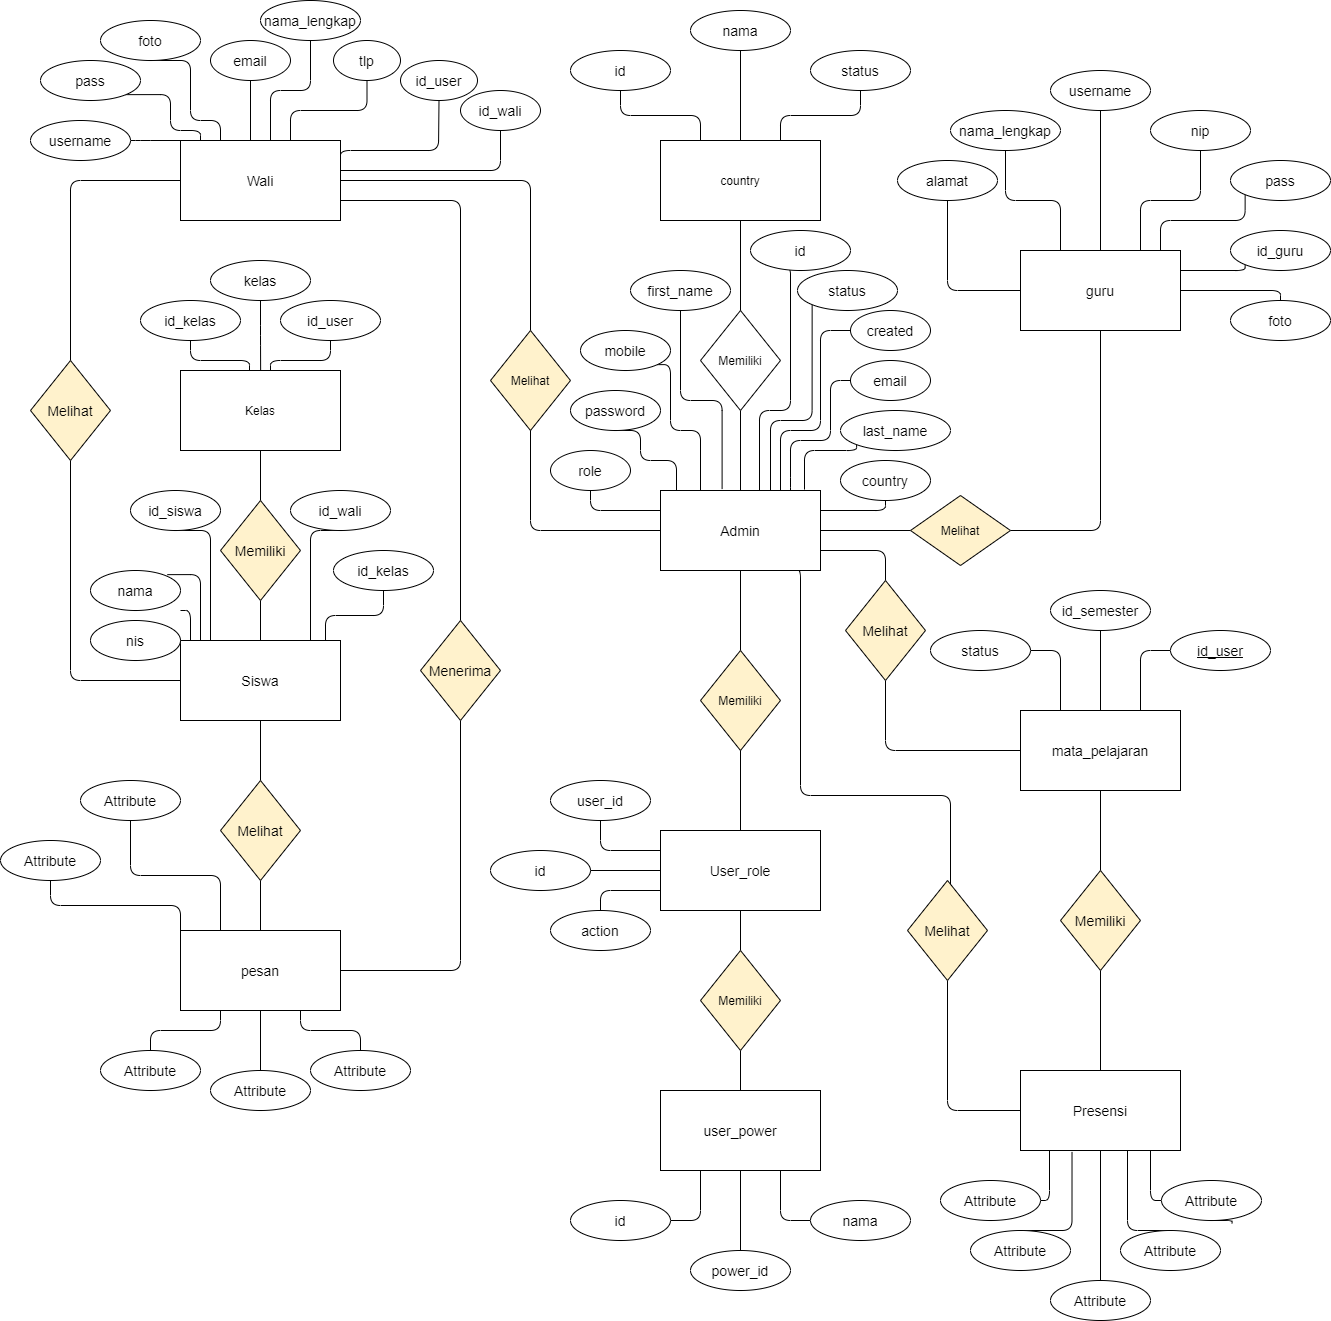 nama_lengkap
foto
email
tlp
pass
id_user
id_wali
username
Wali
nama
id
status
country
username
nama_lengkap
nip
alamat
pass
id_guru
guru
foto
kelas
id_kelas
id_user
Kelas
Melihat
Melihat
id
first_name
status
created
mobile
Memiliki
email
password
last_name
role
country
Admin
Melihat
id_siswa
id_wali
Memiliki
id_kelas
nama
nis
Siswa
Menerima
Melihat
id_semester
status
id_user
Memiliki
mata_pelajaran
Attribute
Melihat
Attribute
user_id
id
User_role
action
Melihat
Memiliki
pesan
Memiliki
Attribute
Attribute
Attribute
user_power
Presensi
id
nama
power_id
Attribute
Attribute
Attribute
Attribute
Attribute